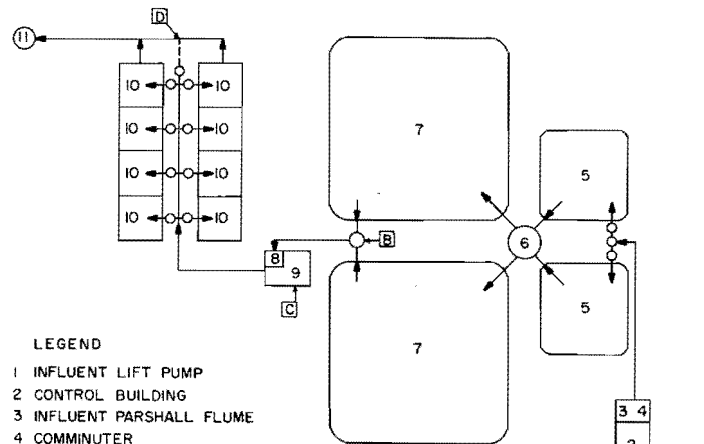 D
11
10 10
7
10 10
5
10 10
10 10
6
B
8
9
5
C
LEGEND
7
1 INFLUENT LIFT PUMP
2 CONTROL BUILDING
3 INFLUENT PARSHALL FLUME
3 4
4 COMMINUTER